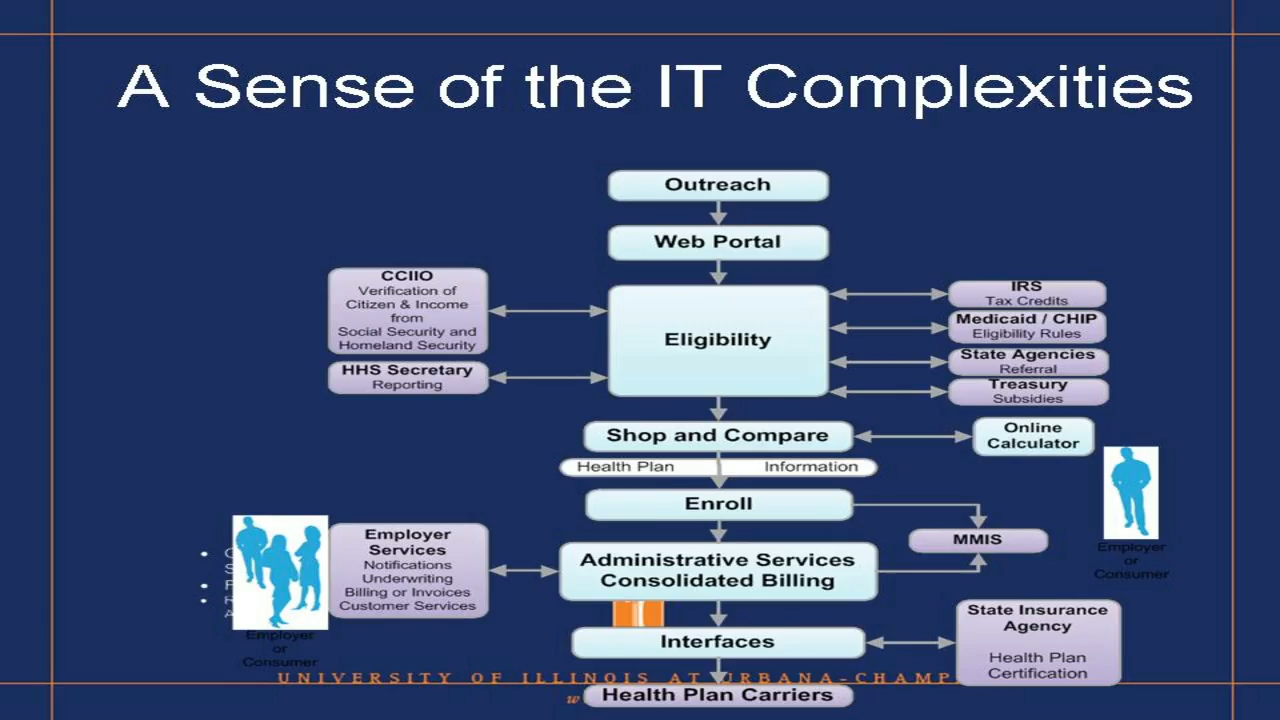 A Sense of the IT Complexities
Outreach
Web Portal
CCIIO
Verification of
Citizen & Income
from
Social Security and
Homeland Security
HHS Secretary
Reporting
Eligibility
IRS
Tax Credits
Medicaid / CHIP
Eligibility Rules
State Agencies
Referral
Treasury
Subsidies
Shop and Compare
Online
Calculator
Health Plan Information
Enroll
MMIS
Employer
or
Consumer
Employer
Services
Notifications
Underwriting
Billing or Invoices
Customer Services
Administrative Services
Consolidated Billing
Employer
or
Consumer
Interfaces
State Insurance
Agency
Health Plan
Certification
UNIVERSITY OF ILLINOIS AT URBANA-CHAMP
Health Plan Carriers